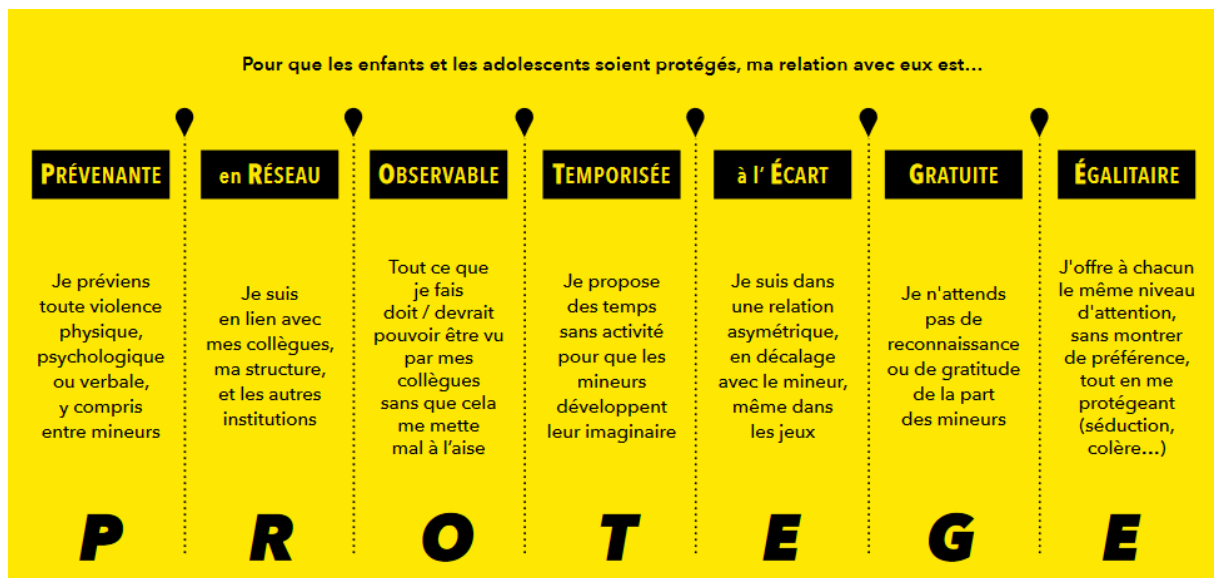 Pour que les enfants et les adolescents soient protégés, ma relation avec eux est...
PRÉVENANTE
Je préviens
toute violence
physique,
psychologique
ou verbale,
y compris
entre mineurs
P
en RÉSEAU
Je suis
en lien avec
mes collègues,
ma structure,
et les autres
institutions
R
OBSERVABLE
Tout ce que
je fais
doit / devrait
pouvoir être vu
par mes
collègues
sans que cela
me mette
mal à l'aise
O
TEMPORISÉE
Je propose
des temps
sans activité
pour que les
mineurs
développent
leur imaginaire
T
à l' ÉCART
Je suis dans
une relation
asymétrique,
en décalage
avec le mineur,
même dans
les jeux
E
GRATUITE
Je n'attends
pas de
reconnaissance
ou de gratitude
de la part
des mineurs
G
ÉGALITAIRE
J'offre à chacun
le même niveau
d'attention,
sans montrer
de préférence,
tout en me
protégeant
(séduction,
colère...)
E